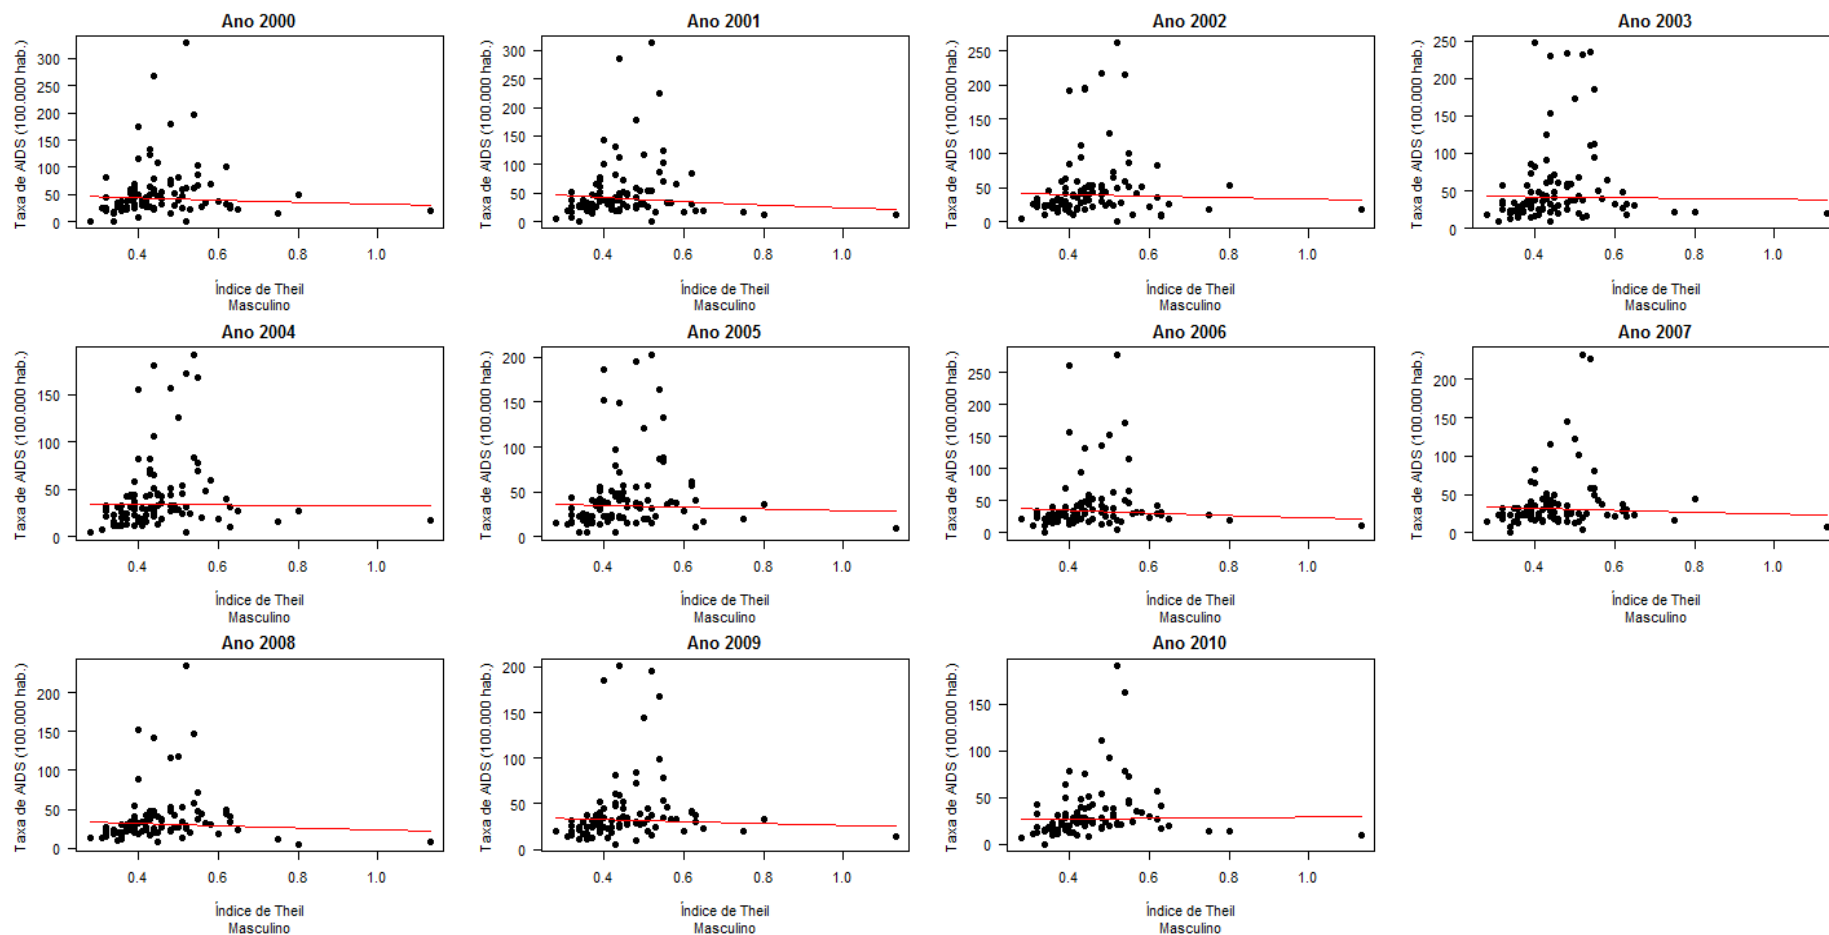 Ano 2000
Taxa de AIDS (100.000 hab.)
300
250
200
150
100
50
0
0.4 0.6 0.8 1.0
Índice de Theil
Masculino
Ano 2001
Taxa de AIDS (100.000 hab.)
300
250
200
150
100
50
0
0.4 0.6 0.8 1.0
Índice de Theil
Masculino
Ano 2002
Taxa de AIDS (100.000 hab.)
250
200
150
100
50
0
0.4 0.6 0.8 1.0
Índice de Theil
Masculino
Ano 2003
Taxa de AIDS (100.000 hab.)
250
200
150
100
50
0
0.4 0.6 0.8 1.0
Índice de Theil
Masculino
Ano 2004
Taxa de AIDS (100.000 hab.)
150
100
50
0
0.4 0.6 0.8 1.0
Índice de Theil
Masculino
Ano 2005
Taxa de AIDS (100.000 hab.)
200
150
100
50
0
0.4 0.6 0.8 1.0
Índice de Theil
Masculino
Ano 2006
Taxa de AIDS (100.000 hab.)
250
200
150
100
50
0
0.4 0.6 0.8 1.0
Índice de Theil
Masculino
Ano 2007
Taxa de AIDS (100.000 hab.)
200
150
100
50
0
0.4 0.6 0.8 1.0
Índice de Theil
Masculino
Ano 2008
Taxa de AIDS (100.000 hab.)
200
150
100
50
0
0.4 0.6 0.8 1.0
Índice de Theil
Masculino
Ano 2009
Taxa de AIDS (100.000 hab.)
200
150
100
50
0
0.4 0.6 0.8 1.0
Índice de Theil
Masculino
Ano 2010
Taxa de AIDS (100.000 hab.)
150
100
50
0
0.4 0.6 0.8 1.0
Índice de Theil
Masculino